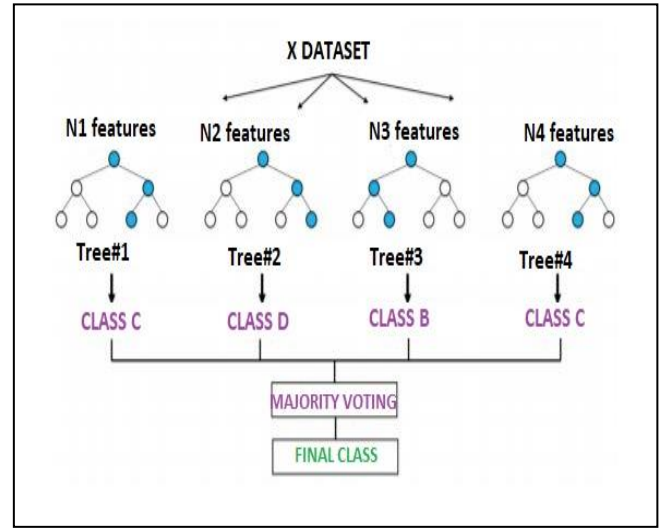 X DATASET
N1 features
N2 features
N3 features
N4 features
Tree#1
Tree#2
Tree#3
Tree#4
CLASS C
CLASS D
CLASS B
CLASS C
MAJORITY VOTING
FINAL CLASS